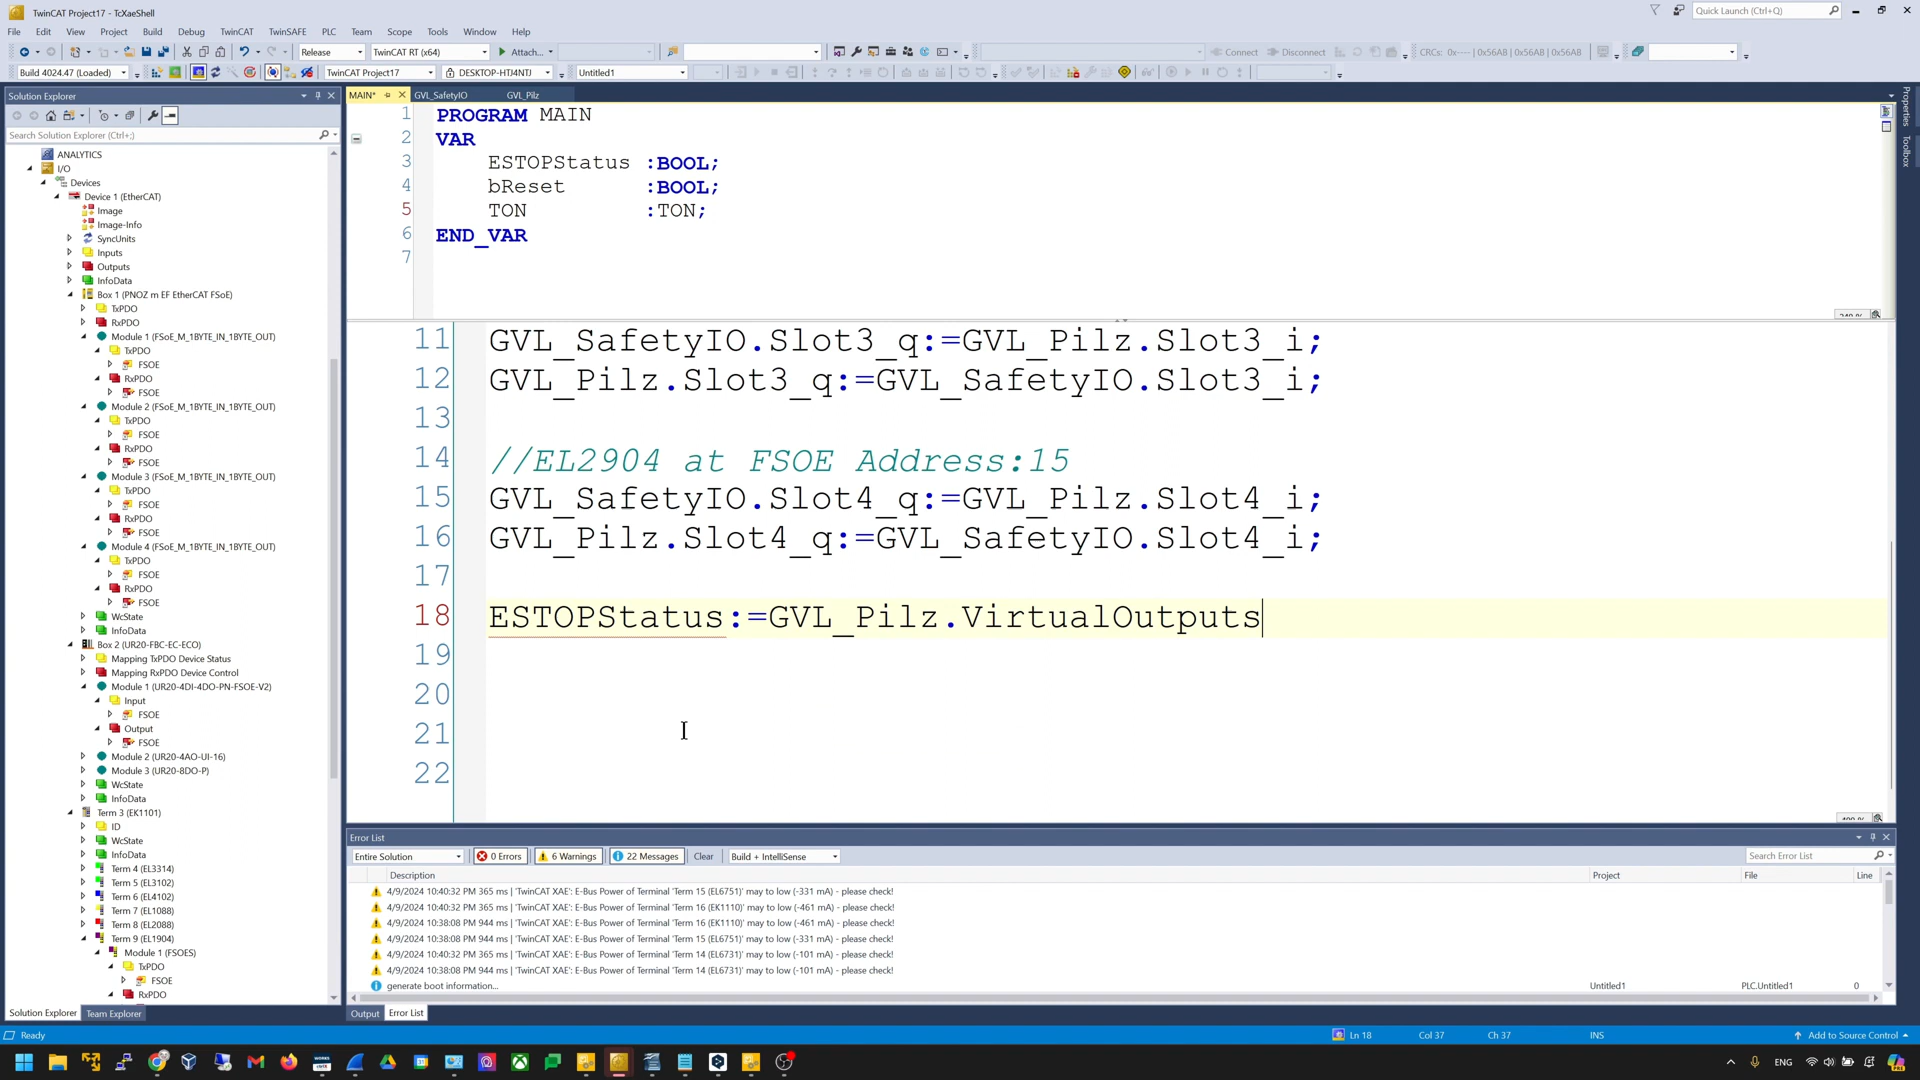 TwinCAT Project17 - TcXaeShell
Quick Launch (Ctrl+Q)
File Edit View Project Build Debug TwinCAT TwinSAFE PLC Team Scope Tools Window Help
Release TwinCAT RT (x64) Attach... Connect Disconnect CRCs: 0x---- | 0x56AB | 0x56AB | 0x56AB
Build 4024.47 (Loaded) TwinCAT Project17 DESKTOP-HTJ4NTJ Untitled1
Solution Explorer
Search Solution Explorer (Ctrl+;)
ANALYTICS
I/O
Devices
Device 1 (EtherCAT)
Image
Image-Info
SyncUnits
Inputs
Outputs
InfoData
Box 1 (PNOZ m EF EtherCAT FSoE)
TxPDO
RxPDO
Module 1 (FSoE_M_1BYTE_IN_1BYTE_OUT)
TxPDO
FSOE
RxPDO
FSOE
Module 2 (FSoE_M_1BYTE_IN_1BYTE_OUT)
TxPDO
FSOE
RxPDO
FSOE
Module 3 (FSoE_M_1BYTE_IN_1BYTE_OUT)
TxPDO
FSOE
RxPDO
FSOE
Module 4 (FSoE_M_1BYTE_IN_1BYTE_OUT)
TxPDO
FSOE
RxPDO
FSOE
WcState
InfoData
Box 2 (UR20-FBC-EC-ECO)
Mapping TxPDO Device Status
Mapping RxPDO Device Control
Module 1 (UR20-4DI-4DO-PN-FSOE-V2)
Input
FSOE
Output
FSOE
Module 2 (UR20-4AO-UI-16)
Module 3 (UR20-8DO-P)
WcState
InfoData
Term 3 (EK1101)
ID
WcState
InfoData
Term 4 (EL3314)
Term 5 (EL3102)
Term 6 (EL4102)
Term 7 (EL1088)
Term 8 (EL2088)
Term 9 (EL1904)
Module 1 (FSOES)
TxPDO
FSOE
RxPDO
Solution Explorer Team Explorer
MAIN* GVL_SafetyIO GVL_Pilz
1 PROGRAM MAIN
2 VAR
3 ESTOPStatus :BOOL;
4 bReset :BOOL;
5 TON :TON;
6 END_VAR
7
11 GVL_SafetyIO.Slot3_q:=GVL_Pilz.Slot3_i;
12 GVL_Pilz.Slot3_q:=GVL_SafetyIO.Slot3_i;
13
14 //EL2904 at FSOE Address:15
15 GVL_SafetyIO.Slot4_q:=GVL_Pilz.Slot4_i;
16 GVL_Pilz.Slot4_q:=GVL_SafetyIO.Slot4_i;
17
18 ESTOPStatus:=GVL_Pilz.VirtualOutputs
19
20
21
22
Properties
Toolbox
Error List
Entire Solution 0 Errors 6 Warnings 22 Messages Clear Build + IntelliSense Search Error List
Description Project File Line
4/9/2024 10:40:32 PM 365 ms | 'TwinCAT XAE': E-Bus Power of Terminal 'Term 15 (EL6751)' may to low (-331 mA) - please check!
4/9/2024 10:40:32 PM 365 ms | 'TwinCAT XAE': E-Bus Power of Terminal 'Term 16 (EK1110)' may to low (-461 mA) - please check!
4/9/2024 10:38:08 PM 944 ms | 'TwinCAT XAE': E-Bus Power of Terminal 'Term 16 (EK1110)' may to low (-461 mA) - please check!
4/9/2024 10:38:08 PM 944 ms | 'TwinCAT XAE': E-Bus Power of Terminal 'Term 15 (EL6751)' may to low (-331 mA) - please check!
4/9/2024 10:40:32 PM 365 ms | 'TwinCAT XAE': E-Bus Power of Terminal 'Term 14 (EL6731)' may to low (-101 mA) - please check!
4/9/2024 10:38:08 PM 944 ms | 'TwinCAT XAE': E-Bus Power of Terminal 'Term 14 (EL6731)' may to low (-101 mA) - please check!
generate boot information... Untitled1 PLC.Untitled1 0
Output Error List
Ready Ln 18 Col 37 Ch 37 INS Add to Source Control
ENG